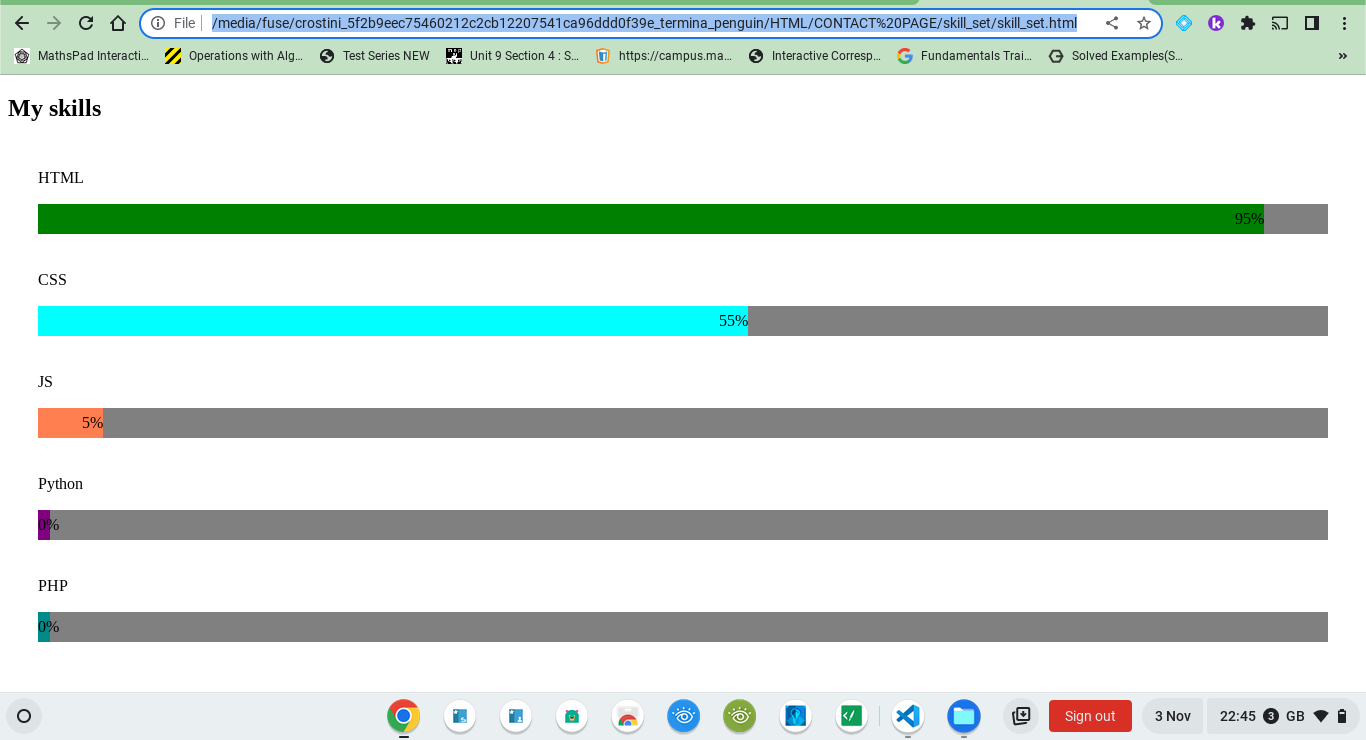 File /media/fuse/crostini_5f2b9eec75460212c2cb12207541ca96ddd0f39e_termina_penguin/HTML/CONTACT%20PAGE/skill_set/skill_set.html
MathsPad Interacti… Operations with Alg… Test Series NEW Unit 9 Section 4 : S… https://campus.ma… Interactive Corresp… Fundamentals Trai… Solved Examples(S… »
My skills
HTML
95%
CSS
55%
JS
5%
Python
0%
PHP
0%
Sign out 3 Nov 22:45 3 GB